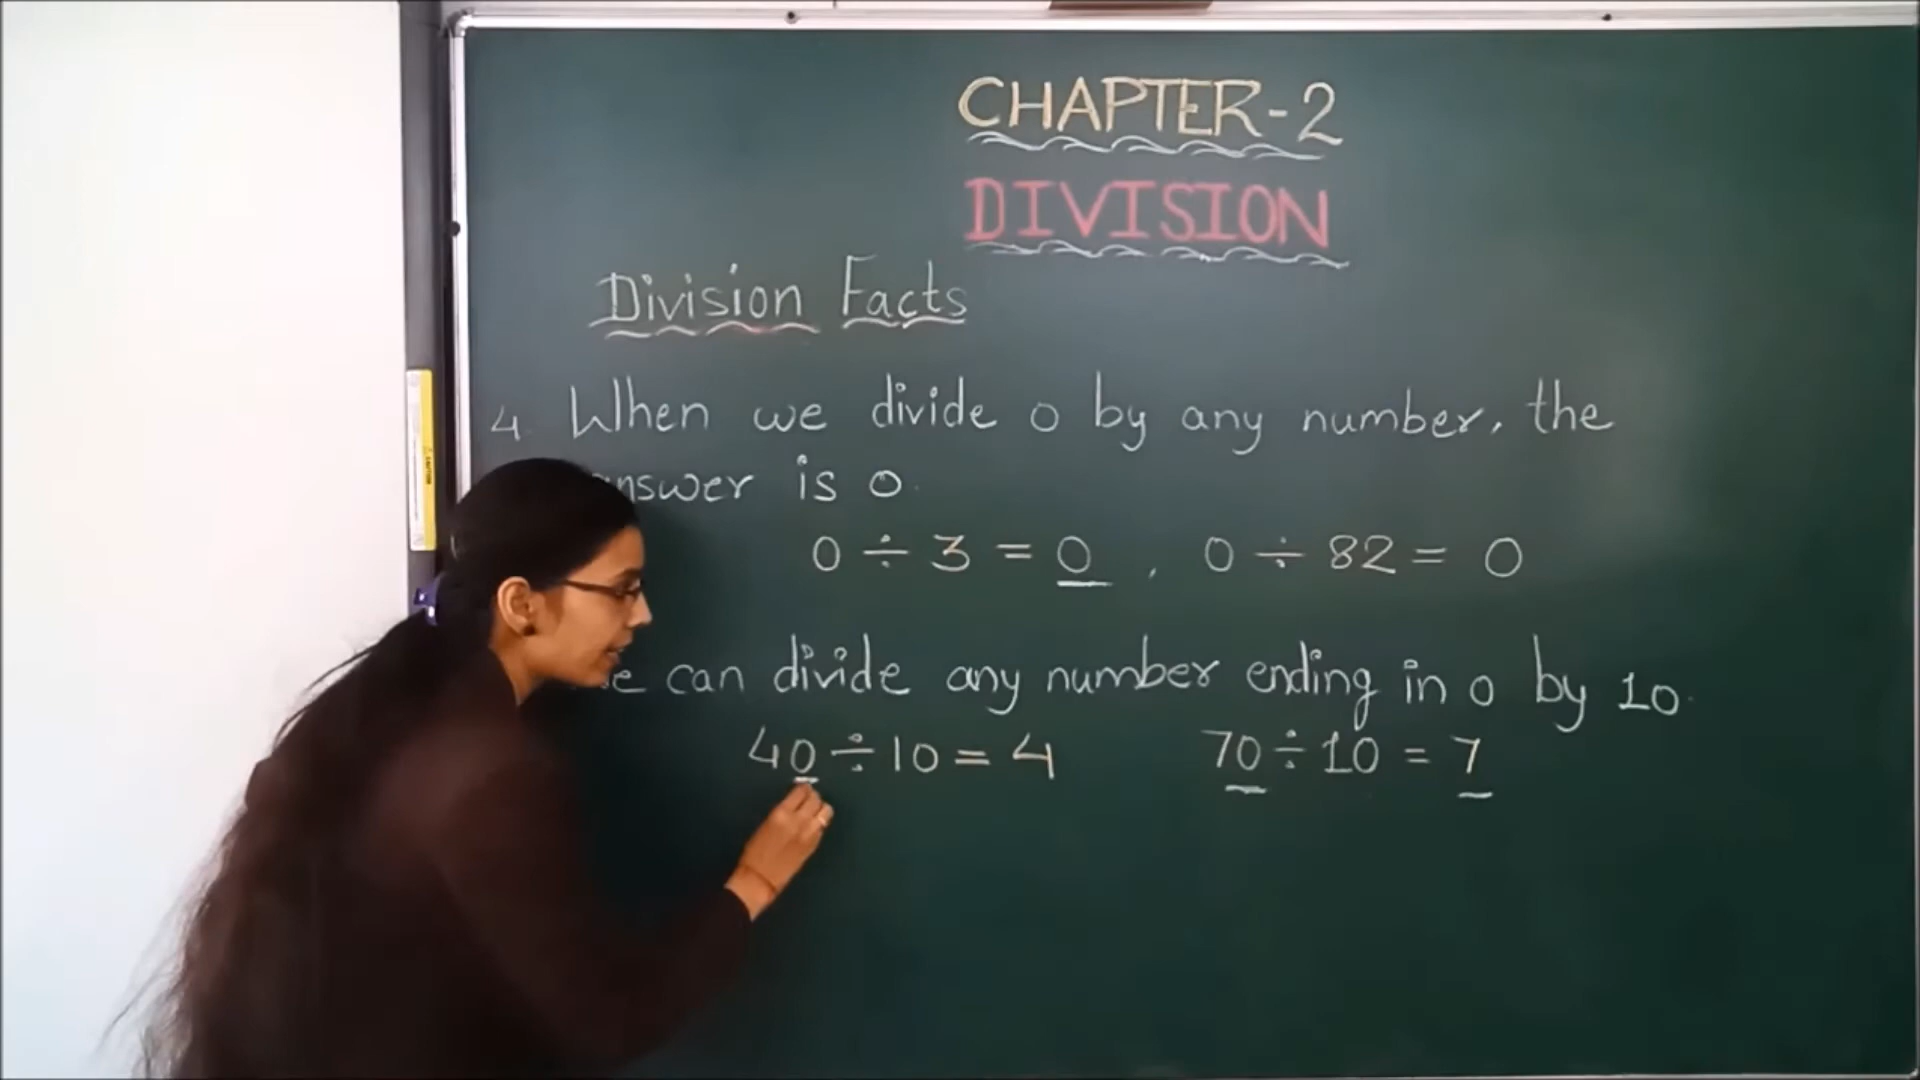 CHAPTER-2
DIVISION
Division Facts
4. When we divide 0 by any number, the
answer is 0.
0 ÷ 3 = 0 , 0 ÷ 82 = 0
can divide any number ending in 0 by 10.
40 ÷ 10 = 4 70 ÷ 10 = 7